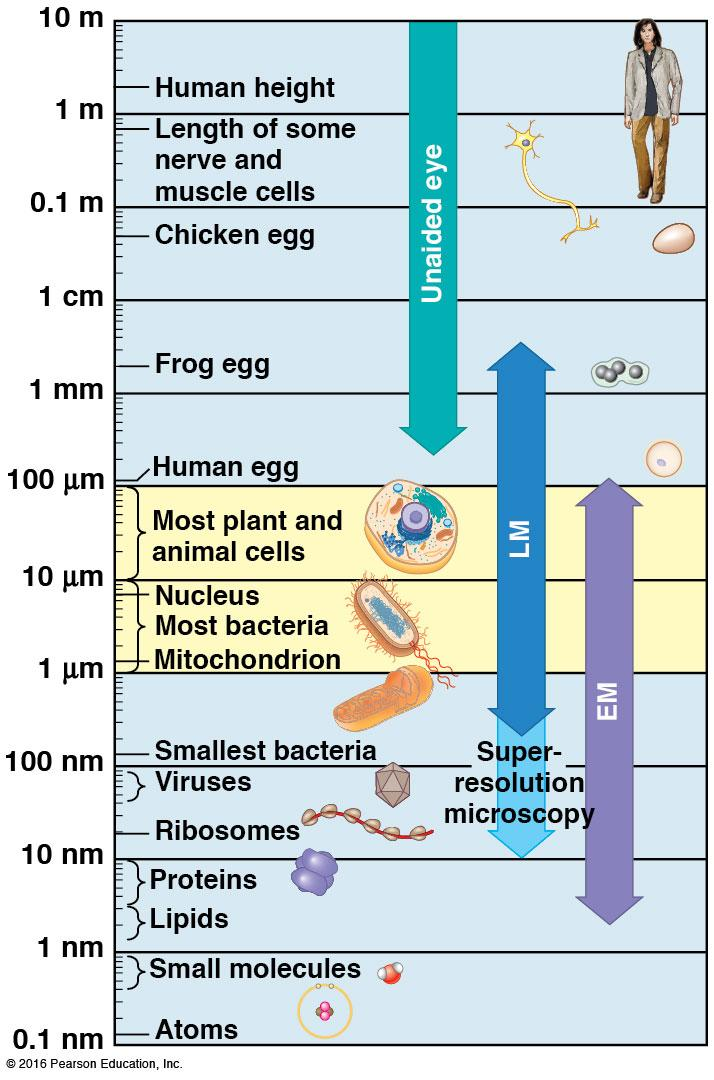 10 m
Human height
1 m
Length of some
nerve and
muscle cells
0.1 m
Chicken egg
Unaided eye
1 cm
Frog egg
1 mm
Human egg
100 µm
Most plant and
animal cells
LM
10 µm
Nucleus
Most bacteria
Mitochondrion
1 µm
EM
Smallest bacteria
Super-
resolution
microscopy
100 nm
Viruses
Ribosomes
10 nm
Proteins
Lipids
1 nm
Small molecules
Atoms
0.1 nm
© 2016 Pearson Education, Inc.